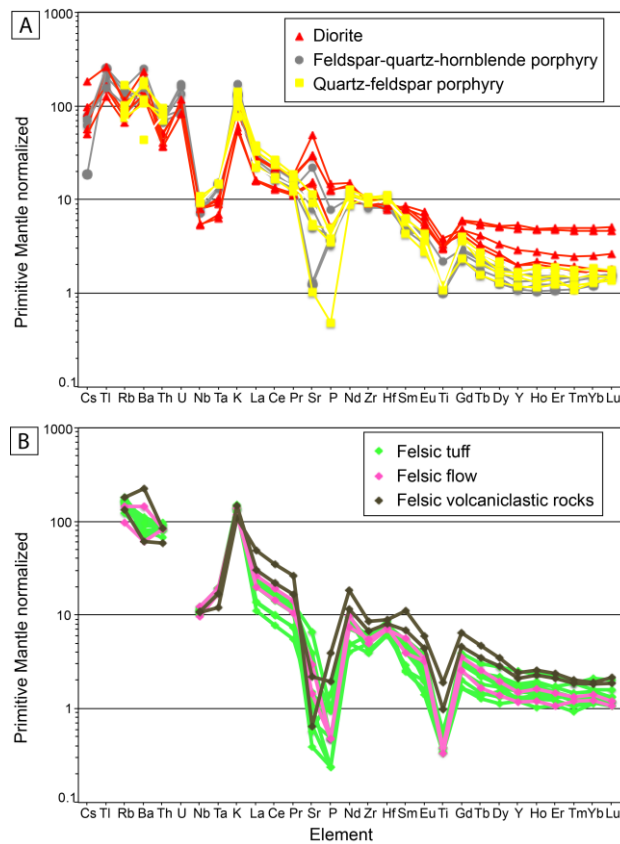 A
1000
100
10
1
0.1
Primitive Mantle normalized
Diorite
Feldspar-quartz-hornblende porphyry
Quartz-feldspar porphyry
Cs Tl Rb Ba Th U Nb Ta K La Ce Pr Sr P Nd Zr Hf Sm Eu Ti Gd Tb Dy Y Ho Er Tm Yb Lu
B
1000
100
10
1
0.1
Primitive Mantle normalized
Felsic tuff
Felsic flow
Felsic volcaniclastic rocks
Cs Tl Rb Ba Th U Nb Ta K La Ce Pr Sr P Nd Zr Hf Sm Eu Ti Gd Tb Dy Y Ho Er Tm Yb Lu
Element